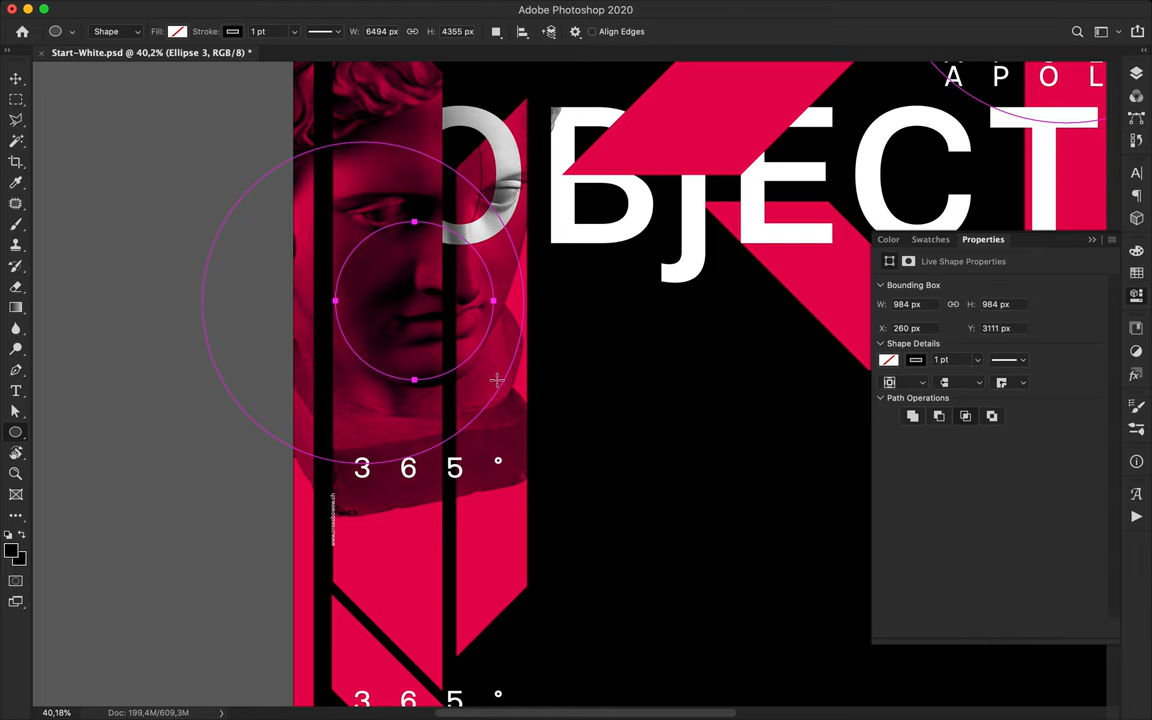 Adobe Photoshop 2020
Shape Fill: Stroke: 1 pt W: 6494 px H: 4355 px Align Edges
Start-White.psd @ 40,2% (Ellipse 3, RGB/8) *
A P O L
OBJECT
Color Swatches Properties
Live Shape Properties
Bounding Box
W: 984 px H: 984 px
X: 260 px Y: 3111 px
Shape Details
1 pt
Path Operations
3 6 5 °
www.crossbowow.ch
3 6 5 °
40,18% Doc: 199,4M/609,3M